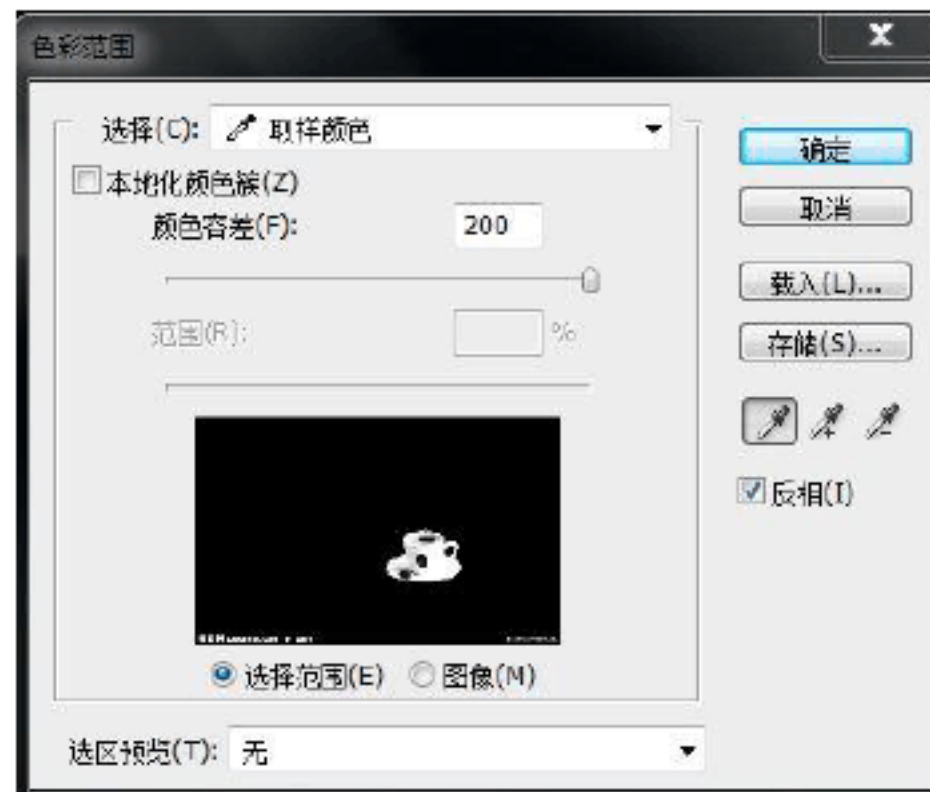 色彩范围
选择(C): 取样颜色
本地化颜色簇(Z)
颜色容差(F): 200
范围(R): %
选择范围(E) 图像(M)
选区预览(T): 无
确定
取消
载入(L)...
存储(S)...
反相(I)